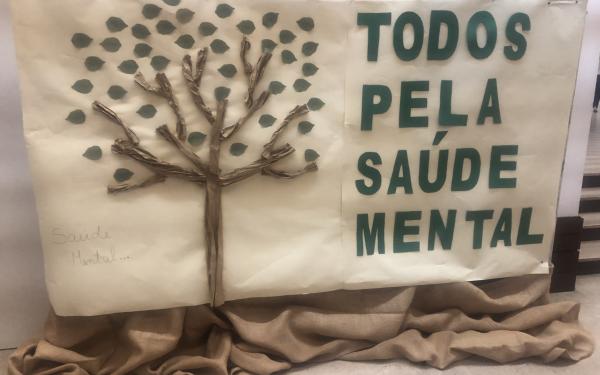 TODOS
PELA
SAÚDE
MENTAL
Saúde
Mental...